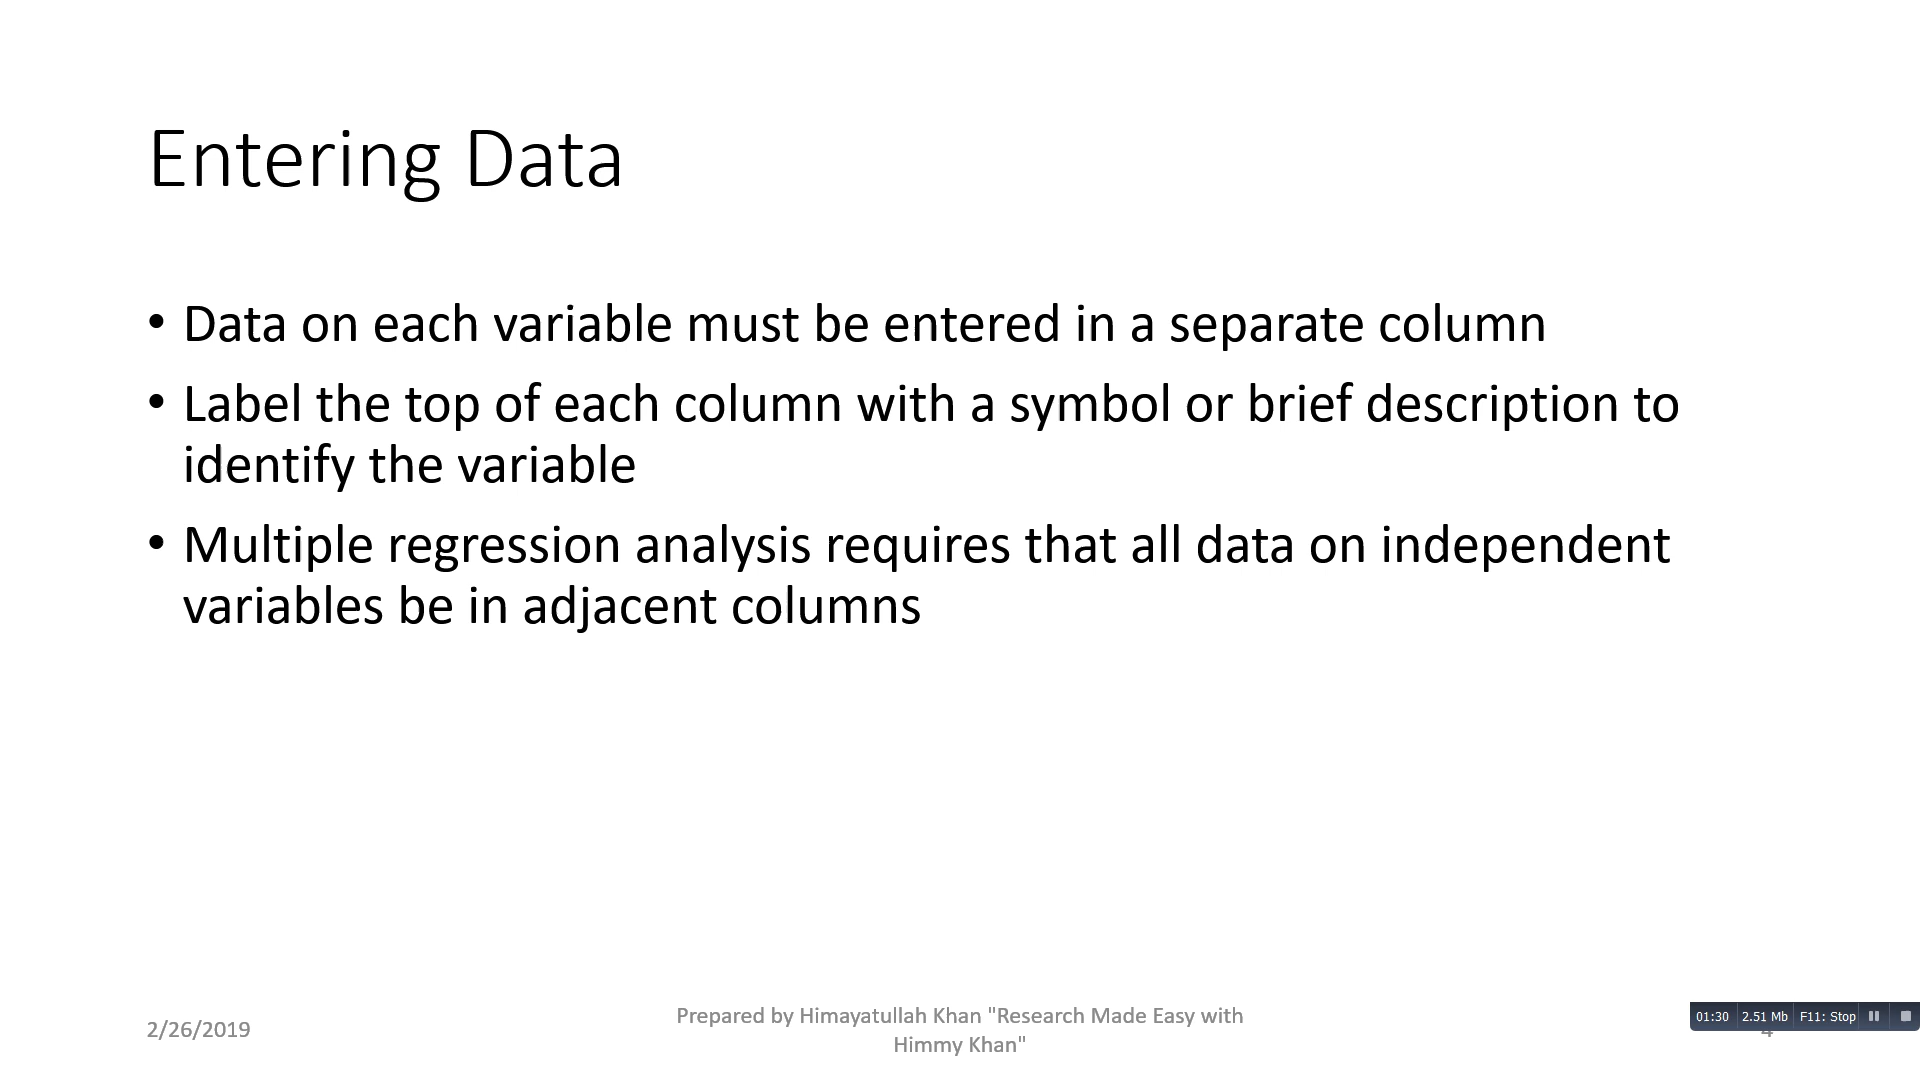 Entering Data
• Data on each variable must be entered in a separate column
• Label the top of each column with a symbol or brief description to
identify the variable
• Multiple regression analysis requires that all data on independent
variables be in adjacent columns
2/26/2019
Prepared by Himayatullah Khan "Research Made Easy with
Himmy Khan"
01:30 2.51 Mb F11: Stop
4